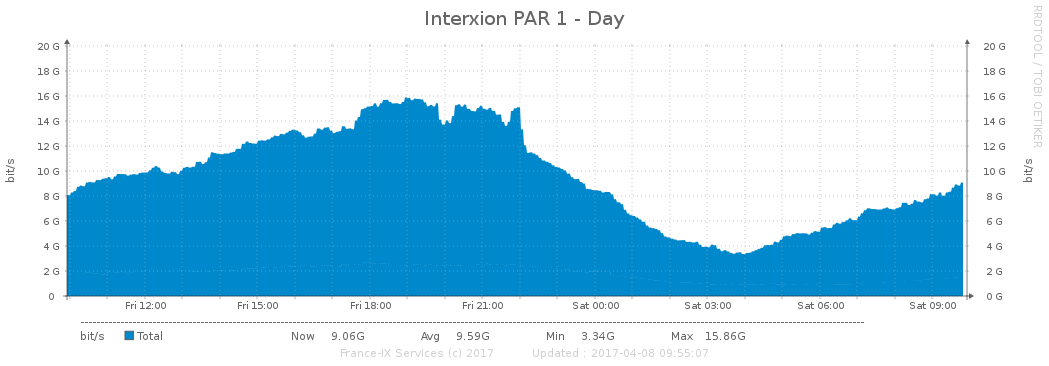 Interxion PAR 1 - Day
RRDTOOL / TOBI OETIKER
bit/s
20 G 20 G
18 G 18 G
16 G 16 G
14 G 14 G
12 G 12 G
10 G 10 G
8 G 8 G
6 G 6 G
4 G 4 G
2 G 2 G
0 0 G
bit/s
Fri 12:00 Fri 15:00 Fri 18:00 Fri 21:00 Sat 00:00 Sat 03:00 Sat 06:00 Sat 09:00
bit/s Total Now 9.06G Avg 9.59G Min 3.34G Max 15.86G
France-IX Services (c) 2017 Updated : 2017-04-08 09:55:07